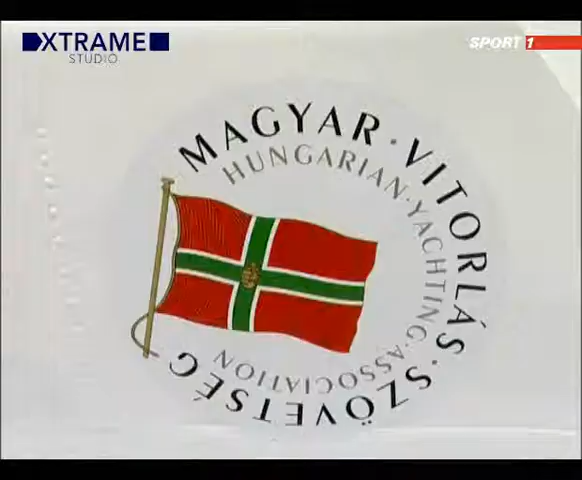 XTRAME
STUDIO
SPORT 1
MAGYAR · VITORLÁS · SZÖVETSÉG
HUNGARIAN · YACHTING · ASSOCIATION